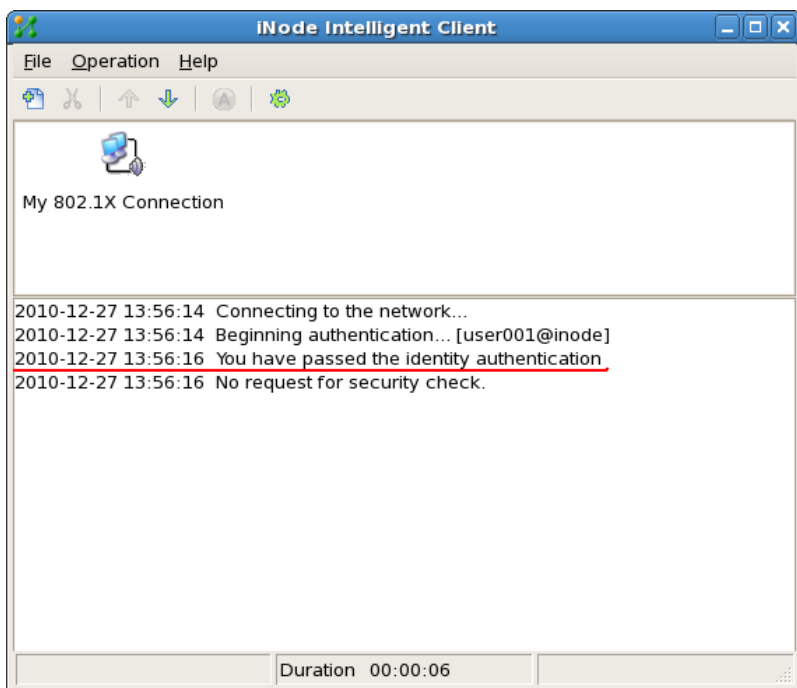 iNode Intelligent Client
File Operation Help
My 802.1X Connection
2010-12-27 13:56:14 Connecting to the network...
2010-12-27 13:56:14 Beginning authentication... [user001@inode]
2010-12-27 13:56:16 You have passed the identity authentication
2010-12-27 13:56:16 No request for security check.
Duration 00:00:06